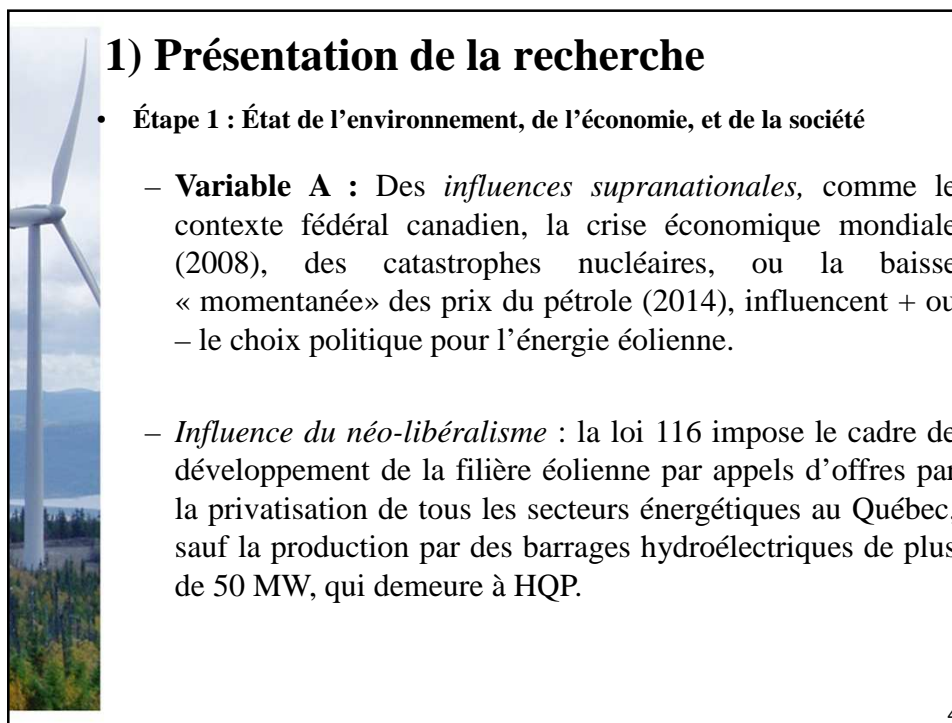 1) Présentation de la recherche
• Étape 1 : État de l’environnement, de l’économie, et de la société
– Variable A : Des influences supranationales, comme le
contexte fédéral canadien, la crise économique mondiale
(2008), des catastrophes nucléaires, ou la baisse
« momentanée» des prix du pétrole (2014), influencent + ou
– le choix politique pour l’énergie éolienne.
– Influence du néo-libéralisme : la loi 116 impose le cadre de
développement de la filière éolienne par appels d’offres par
la privatisation de tous les secteurs énergétiques au Québec,
sauf la production par des barrages hydroélectriques de plus
de 50 MW, qui demeure à HQP.
4